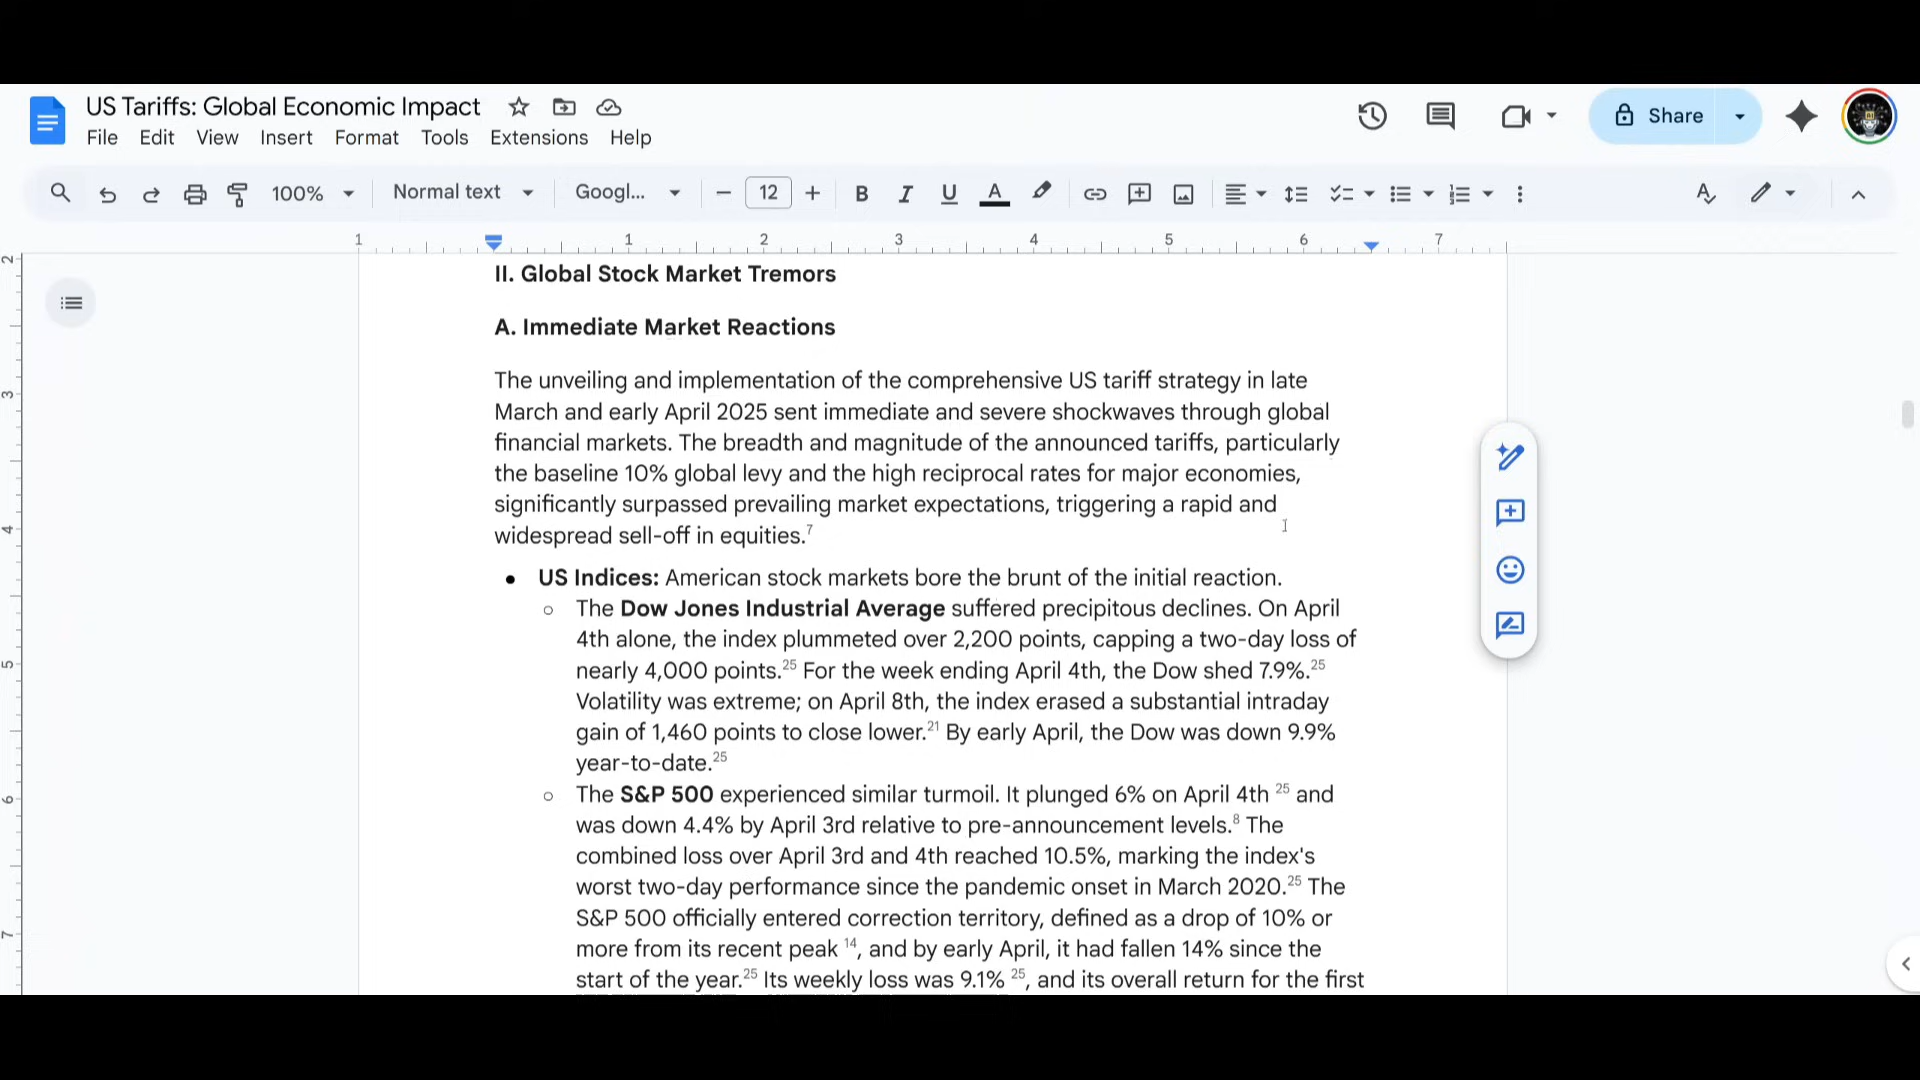 US Tariffs: Global Economic Impact
File Edit View Insert Format Tools Extensions Help
Share
100% Normal text Googl... 12
1 1 2 3 4 5 6 7
2
3
4
5
6
7
II. Global Stock Market Tremors
A. Immediate Market Reactions
The unveiling and implementation of the comprehensive US tariff strategy in late
March and early April 2025 sent immediate and severe shockwaves through global
financial markets. The breadth and magnitude of the announced tariffs, particularly
the baseline 10% global levy and the high reciprocal rates for major economies,
significantly surpassed prevailing market expectations, triggering a rapid and
widespread sell-off in equities.7
● US Indices: American stock markets bore the brunt of the initial reaction.
○ The Dow Jones Industrial Average suffered precipitous declines. On April
4th alone, the index plummeted over 2,200 points, capping a two-day loss of
nearly 4,000 points.25 For the week ending April 4th, the Dow shed 7.9%.25
Volatility was extreme; on April 8th, the index erased a substantial intraday
gain of 1,460 points to close lower.21 By early April, the Dow was down 9.9%
year-to-date.25
○ The S&P 500 experienced similar turmoil. It plunged 6% on April 4th 25 and
was down 4.4% by April 3rd relative to pre-announcement levels.8 The
combined loss over April 3rd and 4th reached 10.5%, marking the index's
worst two-day performance since the pandemic onset in March 2020.25 The
S&P 500 officially entered correction territory, defined as a drop of 10% or
more from its recent peak 14, and by early April, it had fallen 14% since the
start of the year.25 Its weekly loss was 9.1% 25, and its overall return for the first